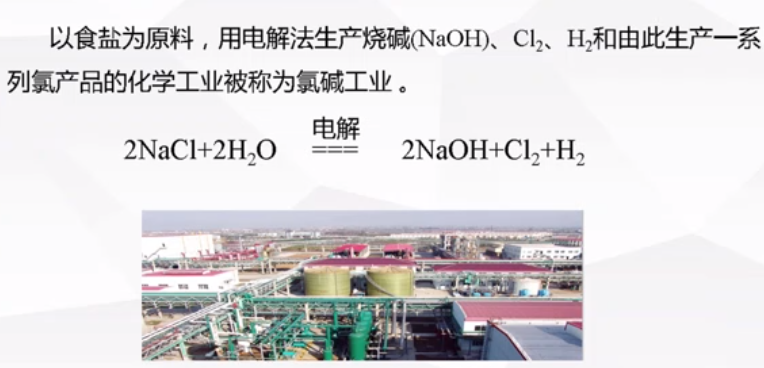 以食盐为原料，用电解法生产烧碱(NaOH)、Cl₂、H₂和由此生产一系
列氯产品的化学工业被称为氯碱工业。
电解
2NaCl+2H₂O === 2NaOH+Cl₂+H₂